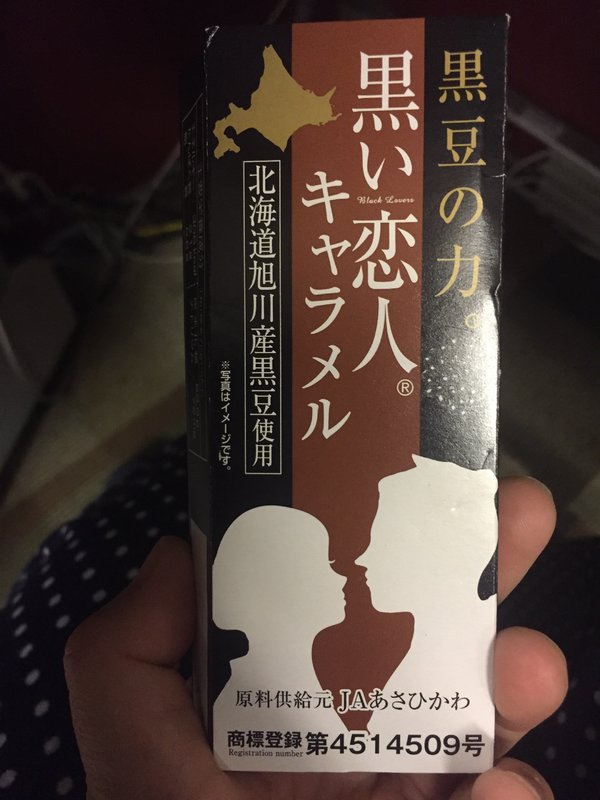 黒豆の力。
黒い恋人®
Black Lovers
キャラメル
北海道旭川産黒豆使用
※写真はイメージです。
原料供給元 JAあさひかわ
商標登録 第4514509号
Registration number